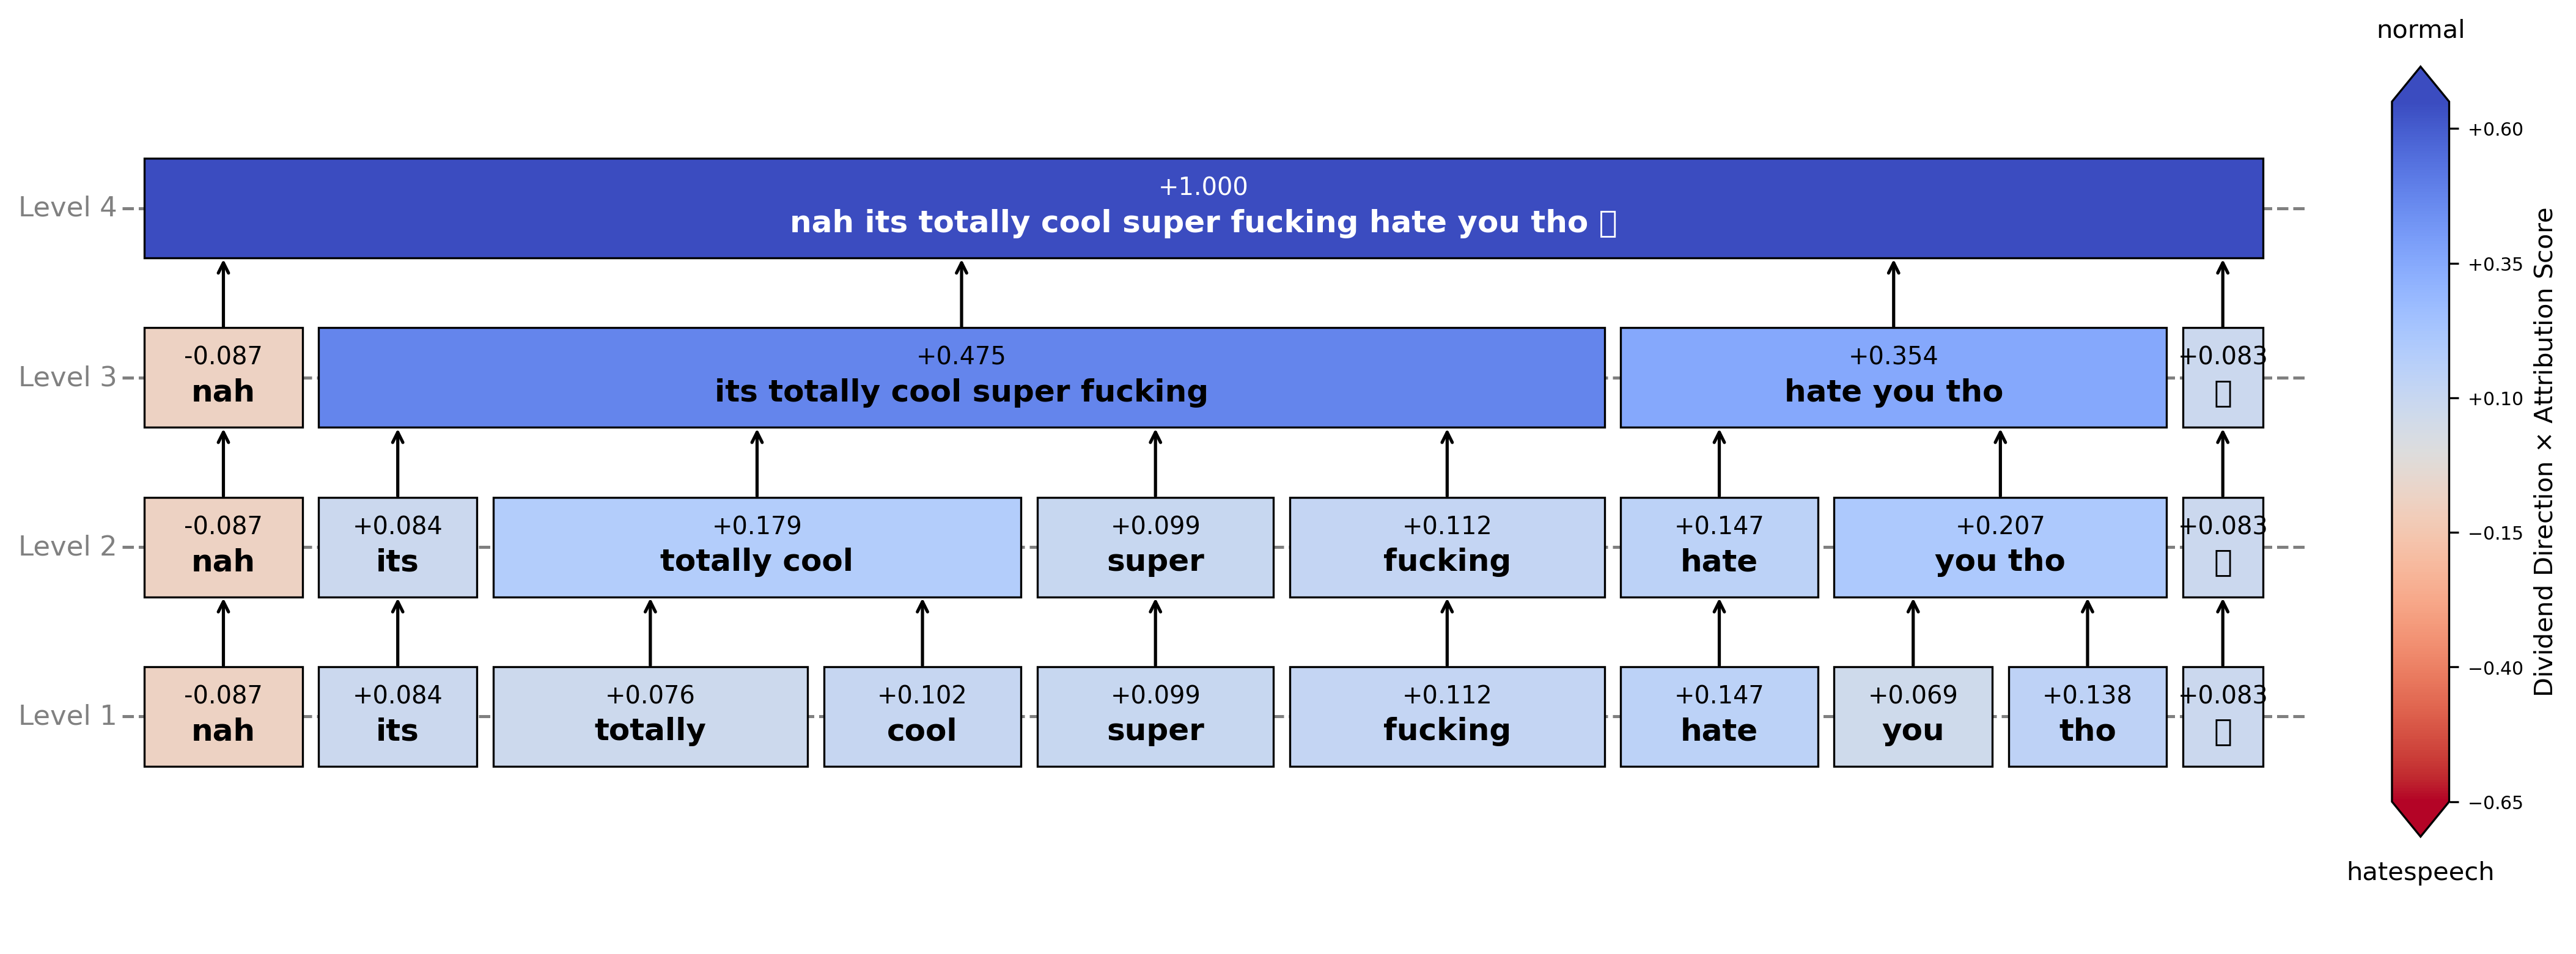 normal
+1.000
Level 4
nah its totally cool super fucking hate you tho
-0.087 +0.475 +0.354 +0.083
Level 3
nah its totally cool super fucking hate you tho
-0.087 +0.084 +0.179 +0.099 +0.112 +0.147 +0.207 +0.083
Level 2
nah its totally cool super fucking hate you tho
-0.087 +0.084 +0.076 +0.102 +0.099 +0.112 +0.147 +0.069 +0.138 +0.083
Level 1
nah its totally cool super fucking hate you tho
+0.60
+0.35
+0.10
−0.15
−0.40
−0.65
Dividend Direction × Attribution Score
hatespeech